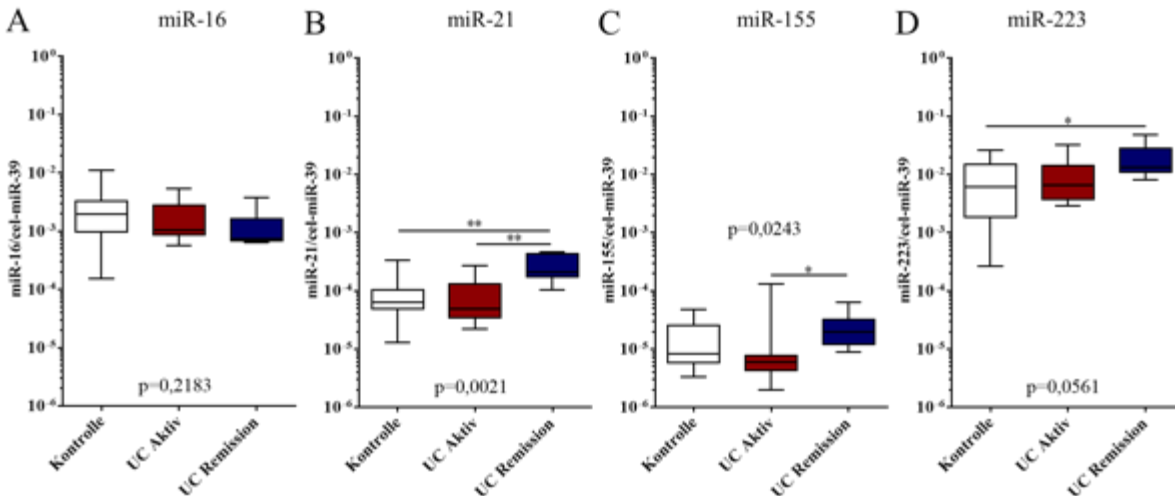 A
miR-16
miR-16/cel-miR-39
10⁰
10⁻¹
10⁻²
10⁻³
10⁻⁴
10⁻⁵
10⁻⁶
p=0,2183
Kontrolle
UC Aktiv
UC Remission
B
miR-21
miR-21/cel-miR-39
10⁰
10⁻¹
10⁻²
10⁻³
10⁻⁴
10⁻⁵
10⁻⁶
**
**
p=0,0021
Kontrolle
UC Aktiv
UC Remission
C
miR-155
miR-155/cel-miR-39
10⁰
10⁻¹
10⁻²
10⁻³
10⁻⁴
10⁻⁵
10⁻⁶
p=0,0243
*
Kontrolle
UC Aktiv
UC Remission
D
miR-223
miR-223/cel-miR-39
10⁰
10⁻¹
10⁻²
10⁻³
10⁻⁴
10⁻⁵
10⁻⁶
*
p=0,0561
Kontrolle
UC Aktiv
UC Remission